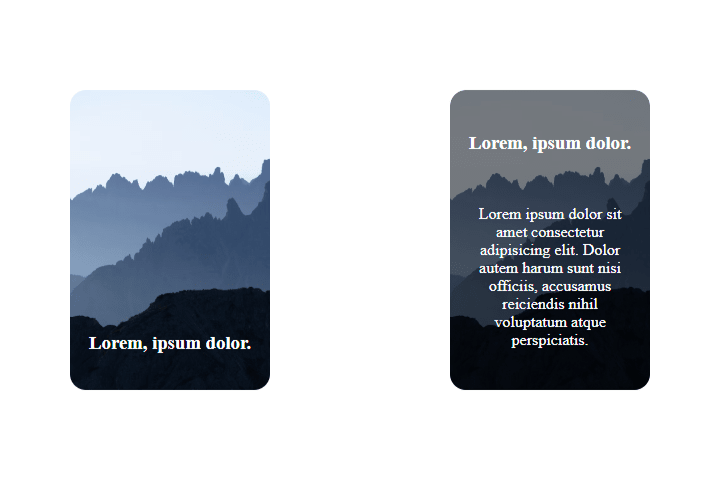 Lorem, ipsum dolor.
Lorem, ipsum dolor.
Lorem ipsum dolor sit
amet consectetur
adipisicing elit. Dolor
autem harum sunt nisi
officiis, accusamus
reiciendis nihil
voluptatum atque
perspiciatis.